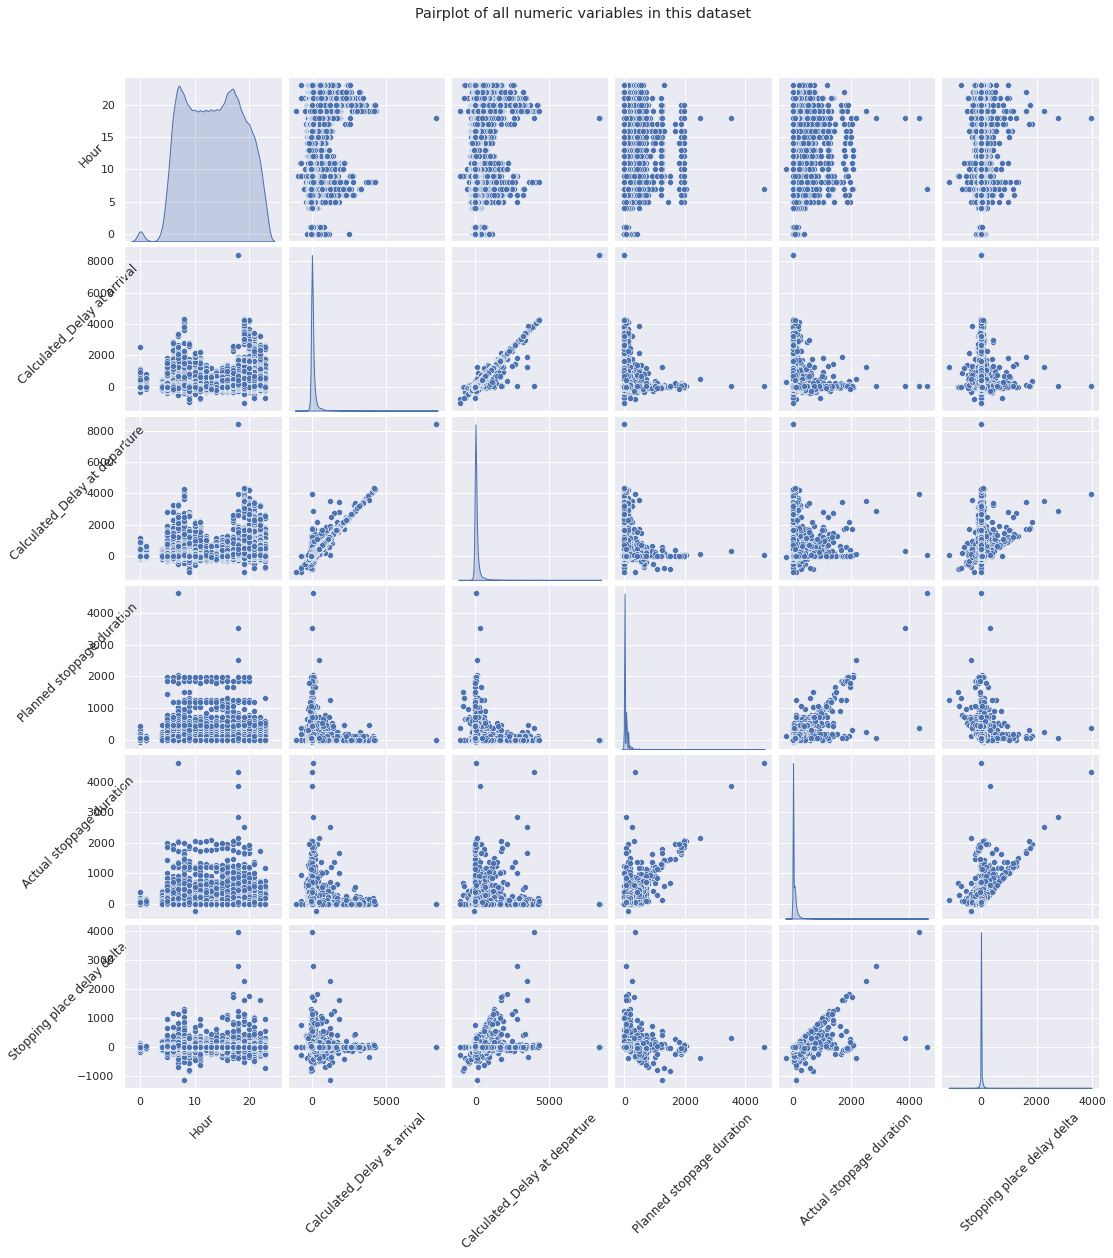 Pairplot of all numeric variables in this dataset
20
15
10
5
0
Hour
8000
6000
4000
2000
0
Calculated_Delay at arrival
8000
6000
4000
2000
0
Calculated_Delay at departure
4000
3000
2000
1000
0
Planned stoppage duration
4000
3000
2000
1000
0
Actual stoppage duration
4000
3000
2000
1000
0
−1000
Stopping place delay delta
0 10 20 0 5000 0 5000 0 2000 4000 0 2000 4000 0 2000 4000
Hour
Calculated_Delay at arrival
Calculated_Delay at departure
Planned stoppage duration
Actual stoppage duration
Stopping place delay delta